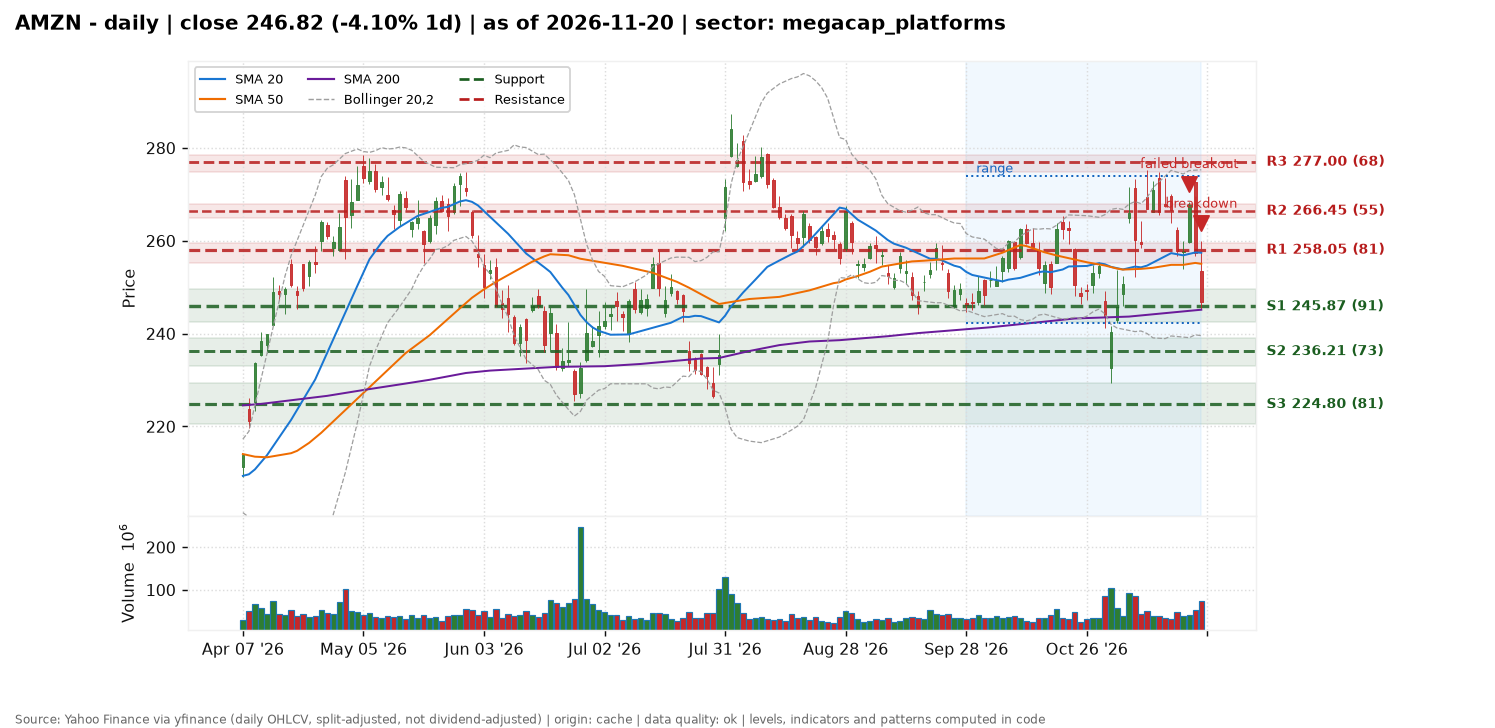 AMZN - daily | close 246.82 (-4.10% 1d) | as of 2026-11-20 | sector: megacap_platforms
SMA 20
SMA 50
SMA 200
Bollinger 20,2
Support
Resistance
Price
280
260
240
220
range
failed breakout
breakdown
R3 277.00 (68)
R2 266.45 (55)
R1 258.05 (81)
S1 245.87 (91)
S2 236.21 (73)
S3 224.80 (81)
Volume 10⁶
200
100
Apr 07 '26
May 05 '26
Jun 03 '26
Jul 02 '26
Jul 31 '26
Aug 28 '26
Sep 28 '26
Oct 26 '26
Source: Yahoo Finance via yfinance (daily OHLCV, split-adjusted, not dividend-adjusted) | origin: cache | data quality: ok | levels, indicators and patterns computed in code